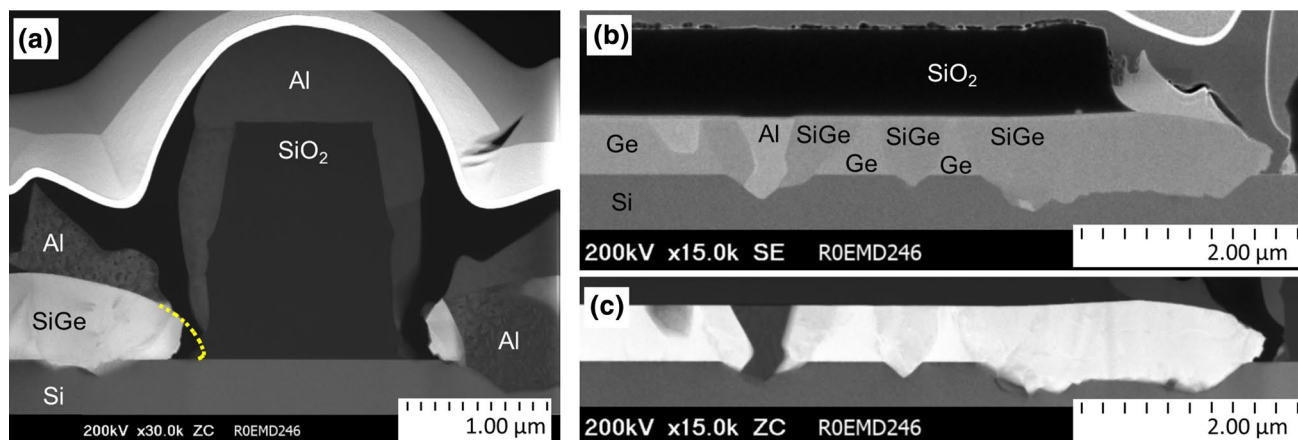 (a)
Al
SiO₂
Al
SiGe
Al
Si
1.00 μm
200kV x30.0k ZC R0EMD246
(b)
SiO₂
Al
SiGe
SiGe
SiGe
Ge
Ge
Ge
Si
2.00 μm
200kV x15.0k SE R0EMD246
(c)
2.00 μm
200kV x15.0k ZC R0EMD246